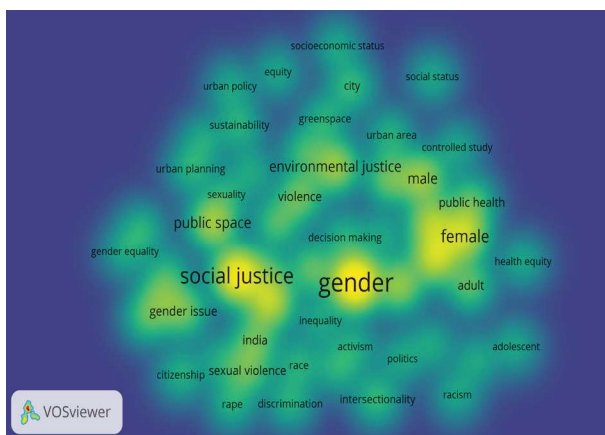 socioeconomic status
equity
social status
urban policy
city
sustainability
greenspace
urban area
controlled study
urban planning
environmental justice
male
sexuality
violence
public health
public space
decision making
female
gender equality
health equity
social justice
gender
adult
gender issue
inequality
india
activism
adolescent
politics
citizenship
sexual violence
race
rape
discrimination
intersectionality
racism
VOSviewer